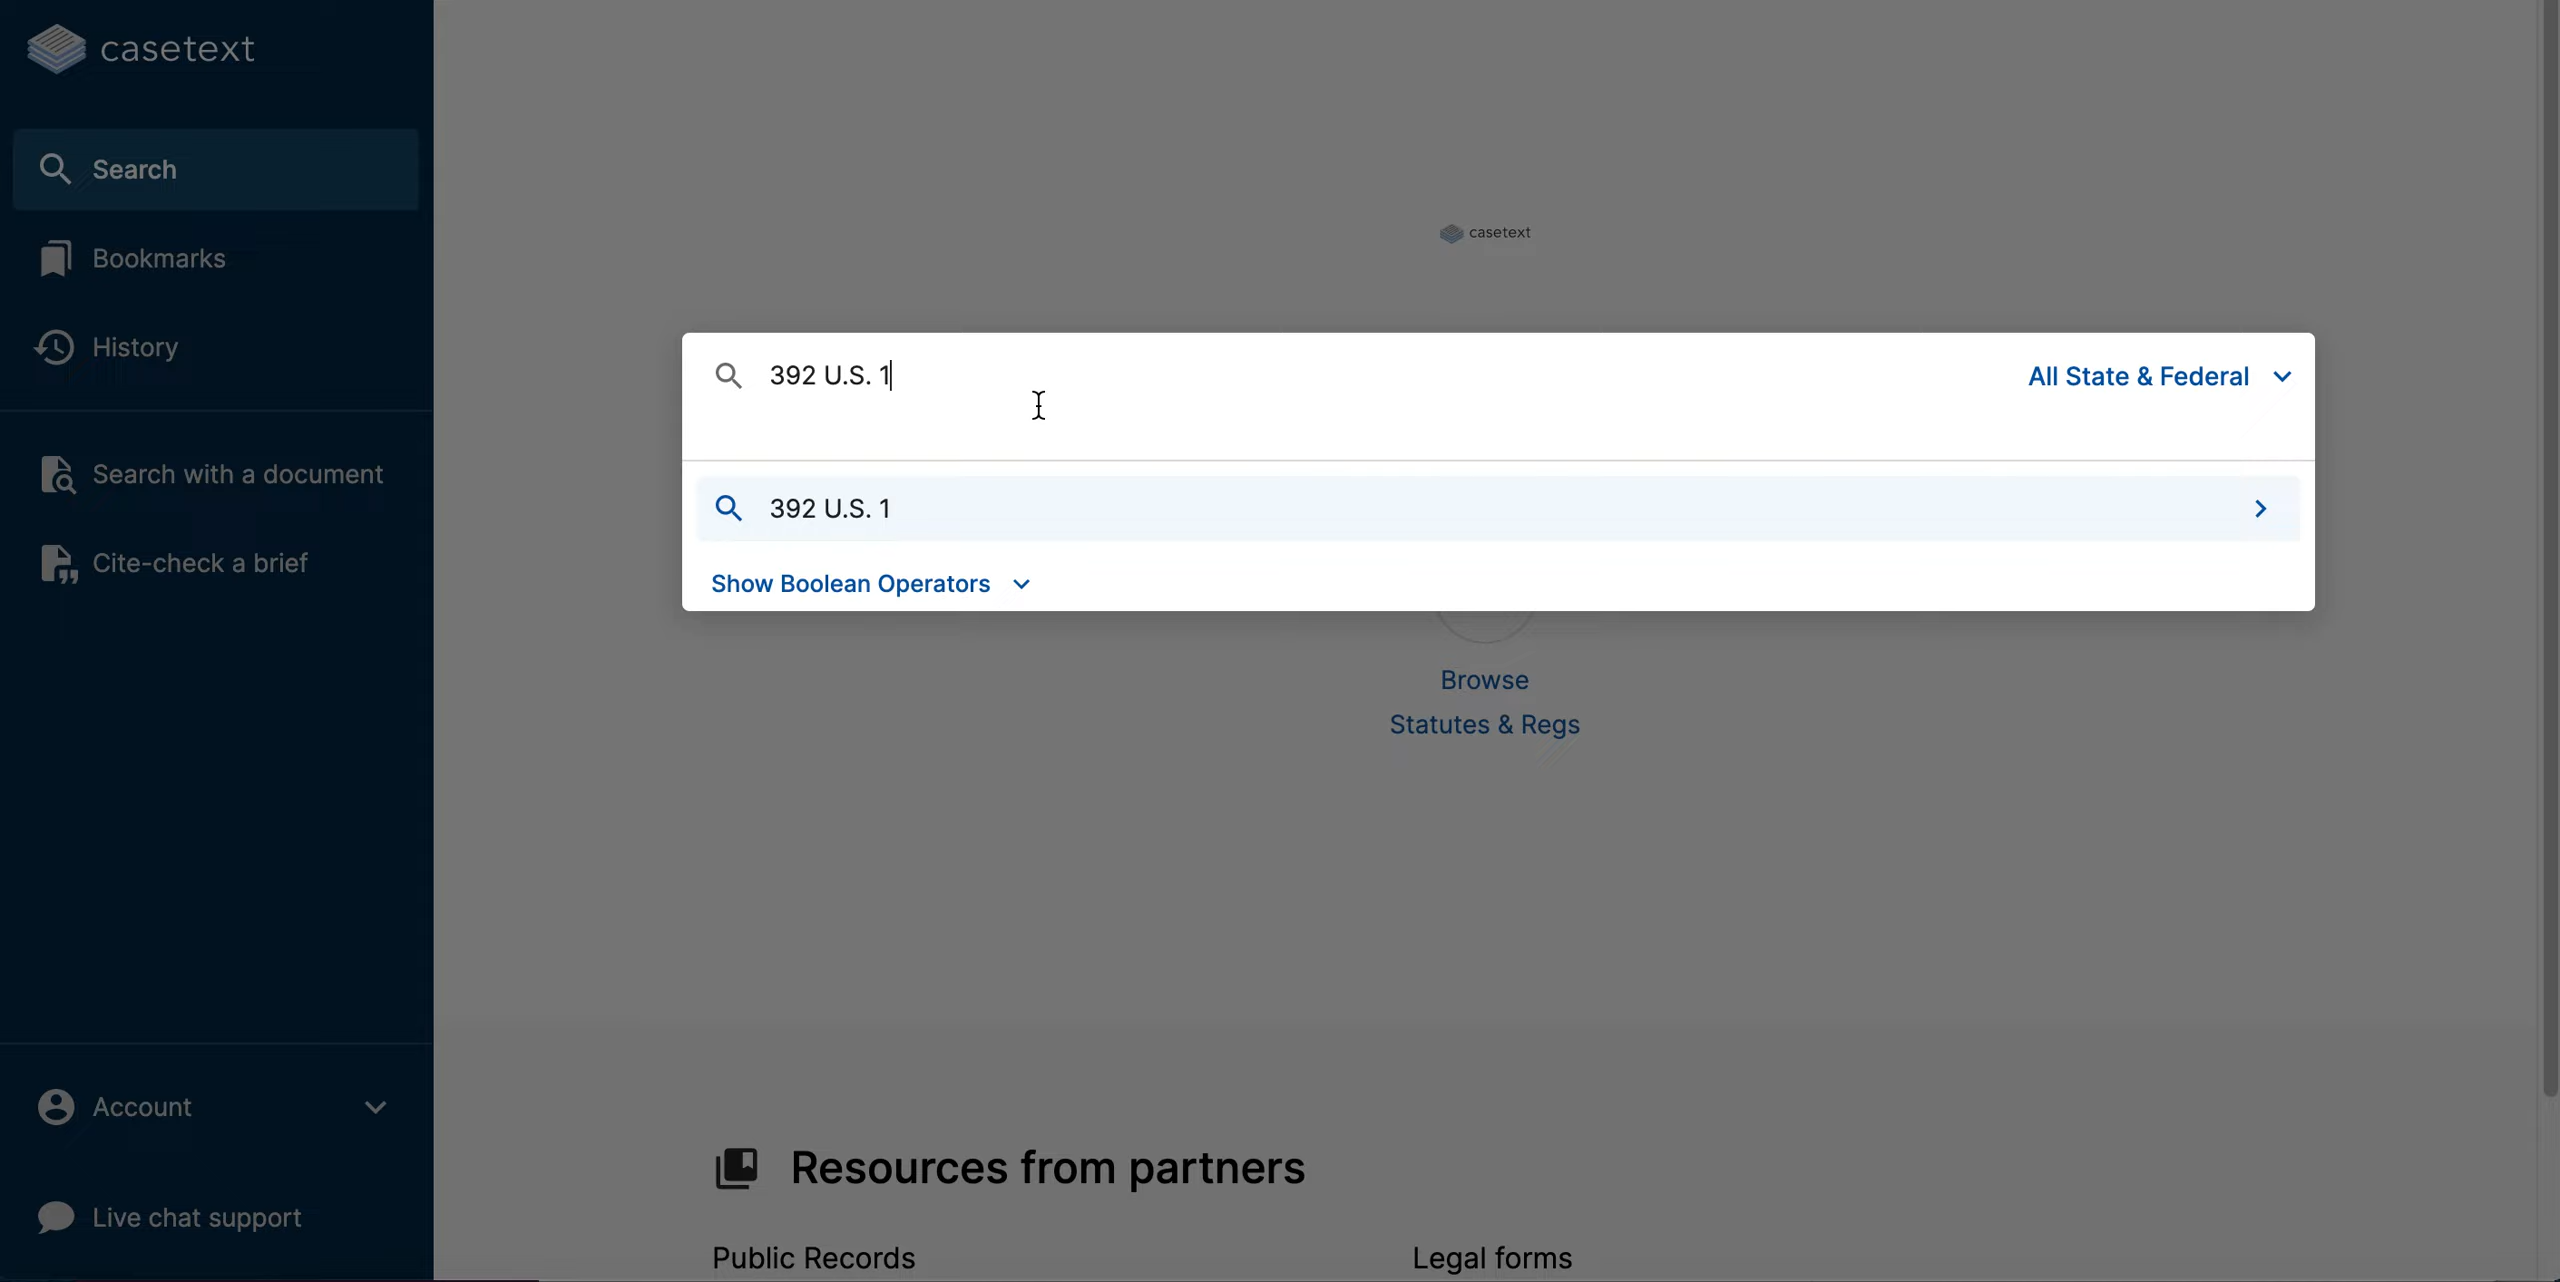 casetext
Search
Bookmarks
History
Search with a document
Cite-check a brief
Account
Live chat support
casetext
392 U.S. 1
All State & Federal
392 U.S. 1
Show Boolean Operators
Browse
Statutes & Regs
Resources from partners
Public Records
Legal forms